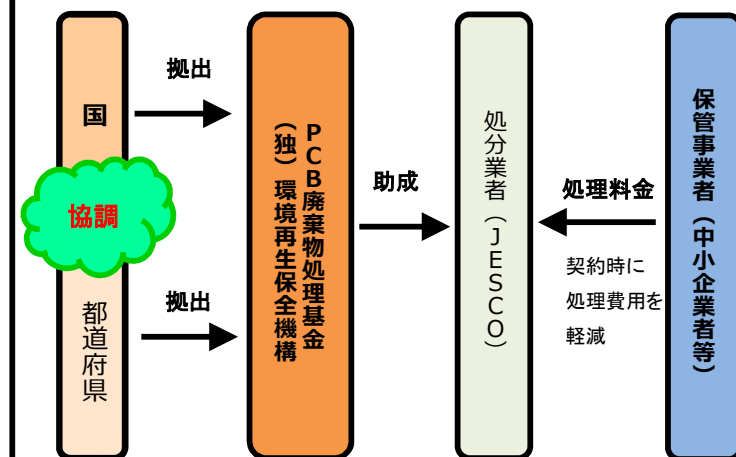 国
協調
都道府県
拠出
拠出
PCB廃棄物処理基金
（独）環境再生保全機構
助成
処分業者（JESCO）
処理料金
契約時に
処理費用を
軽減
保管事業者（中小企業者等）